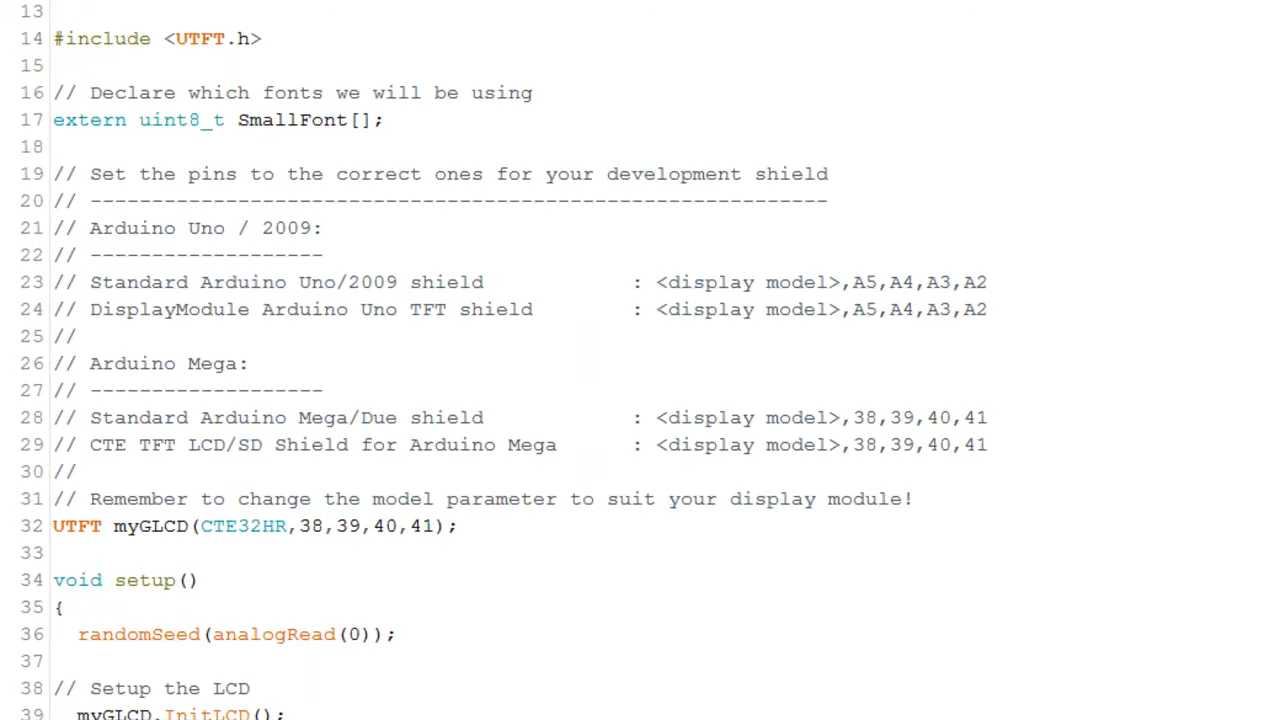 13
14 #include <UTFT.h>
15
16 // Declare which fonts we will be using
17 extern uint8_t SmallFont[];
18
19 // Set the pins to the correct ones for your development shield
20 // ------------------------------------------------------------
21 // Arduino Uno / 2009:
22 // -------------------
23 // Standard Arduino Uno/2009 shield            : <display model>,A5,A4,A3,A2
24 // DisplayModule Arduino Uno TFT shield        : <display model>,A5,A4,A3,A2
25 //
26 // Arduino Mega:
27 // -------------------
28 // Standard Arduino Mega/Due shield            : <display model>,38,39,40,41
29 // CTE TFT LCD/SD Shield for Arduino Mega      : <display model>,38,39,40,41
30 //
31 // Remember to change the model parameter to suit your display module!
32 UTFT myGLCD(CTE32HR,38,39,40,41);
33
34 void setup()
35 {
36   randomSeed(analogRead(0));
37
38 // Setup the LCD
39   myGLCD.InitLCD();